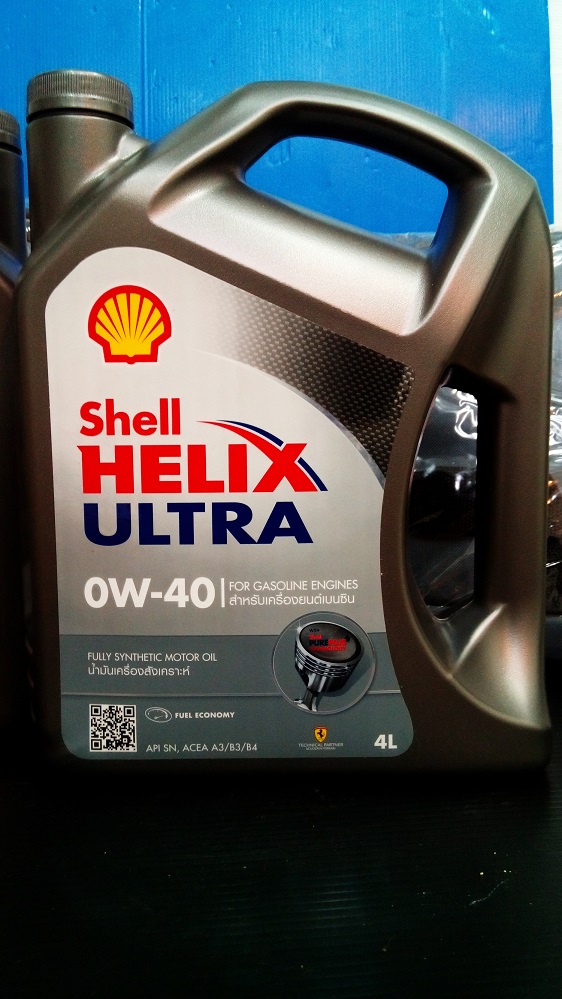 Shell
HELIX
ULTRA
0W-40
FOR GASOLINE ENGINES
สำหรับเครื่องยนต์เบนซิน
FULLY SYNTHETIC MOTOR OIL
น้ำมันเครื่องสังเคราะห์
FUEL ECONOMY
API SN, ACEA A3/B3/B4
TECHNICAL PARTNER
4L